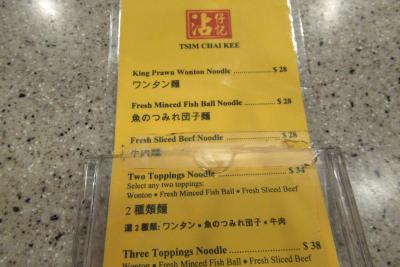 沾仔記
TSIM CHAI KEE
King Prawn Wonton Noodle ............... $ 28
ワンタン麵
Fresh Minced Fish Ball Noodle ........... $ 28
魚のつみれ団子麵
Fresh Sliced Beef Noodle ................. $ 28
牛肉麵
Two Toppings Noodle .................... $ 34
Select any two toppings:
Wonton • Fresh Minced Fish Ball • Fresh Sliced Beef
2 種類麵
選 2 種類: ワンタン • 魚のつみれ団子 • 牛肉
Three Toppings Noodle .................. $ 38
Wonton • Fresh Minced Fish Ball • Fresh Sliced Beef